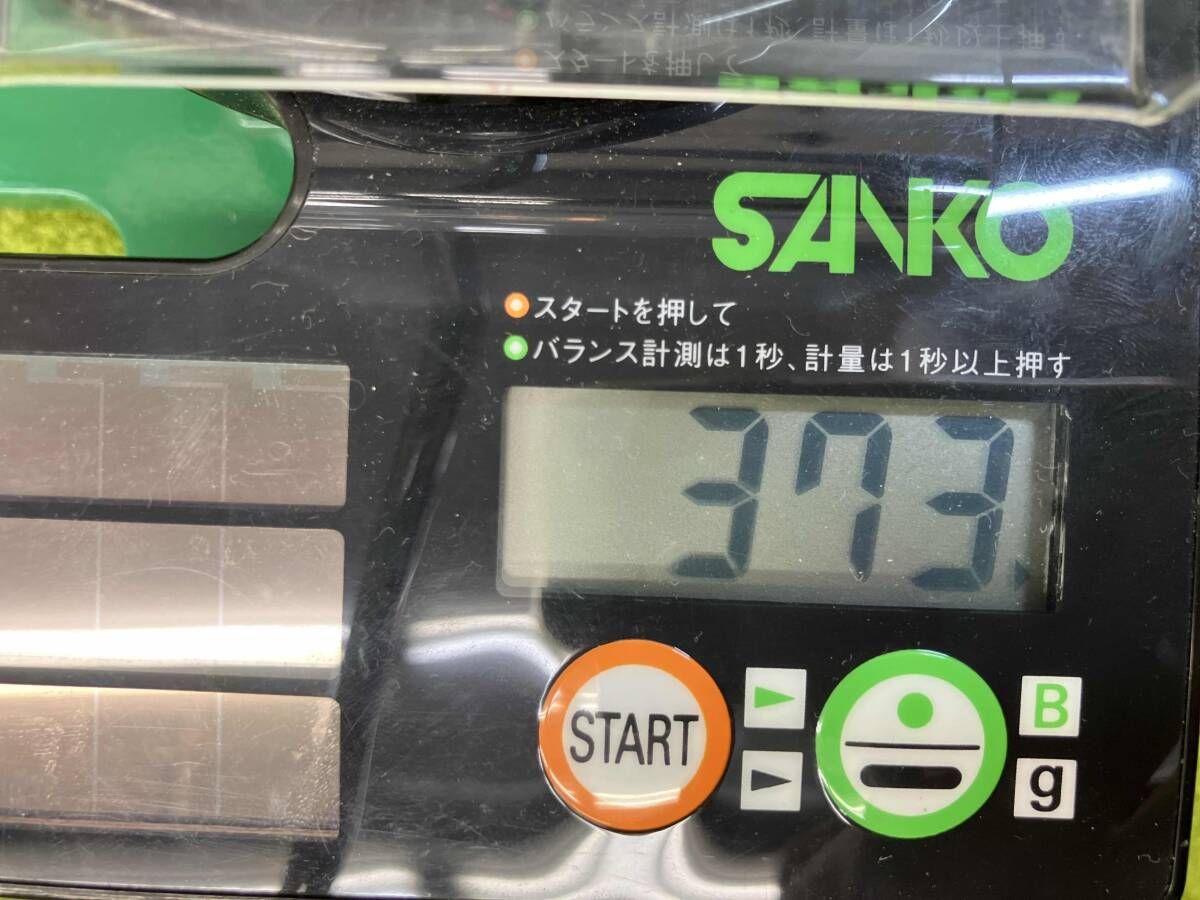 SANKO
スタートを押して
バランス計測は1秒、計量は1秒以上押す
373.
START
B
g